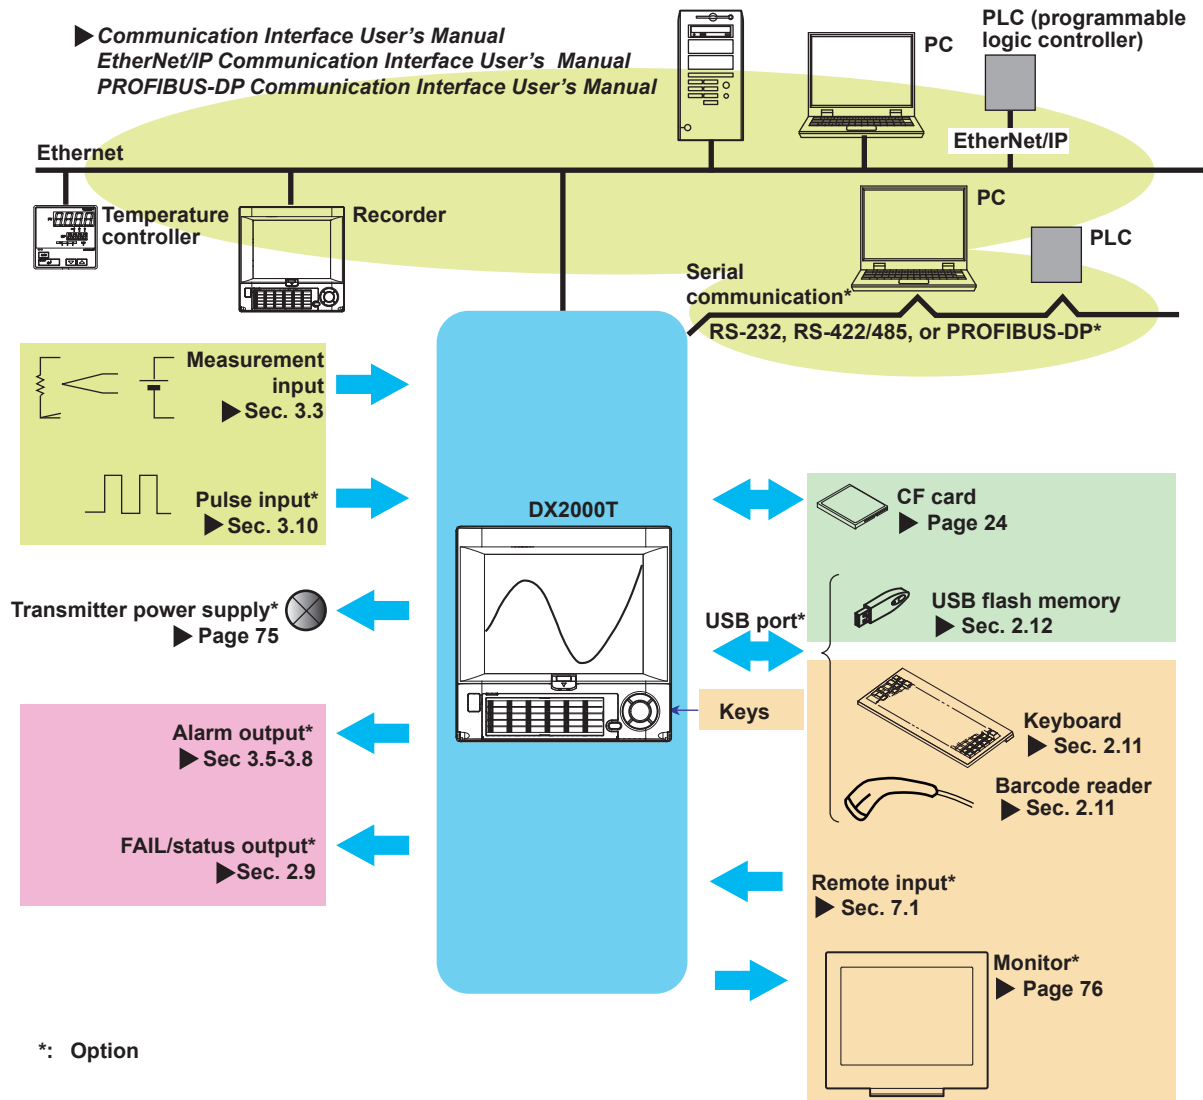 Communication Interface User's Manual
EtherNet/IP Communication Interface User's Manual
PROFIBUS-DP Communication Interface User's Manual
PC
PLC (programmable
logic controller)
EtherNet/IP
Ethernet
Temperature
controller
Recorder
PC
PLC
Serial
communication*
RS-232, RS-422/485, or PROFIBUS-DP*
Measurement
input
Sec. 3.3
Pulse input*
Sec. 3.10
DX2000T
CF card
Page 24
Transmitter power supply*
Page 75
USB port*
USB flash memory
Sec. 2.12
Keys
Keyboard
Sec. 2.11
Alarm output*
Sec 3.5-3.8
Barcode reader
Sec. 2.11
FAIL/status output*
Sec. 2.9
Remote input*
Sec. 7.1
Monitor*
Page 76
*: Option